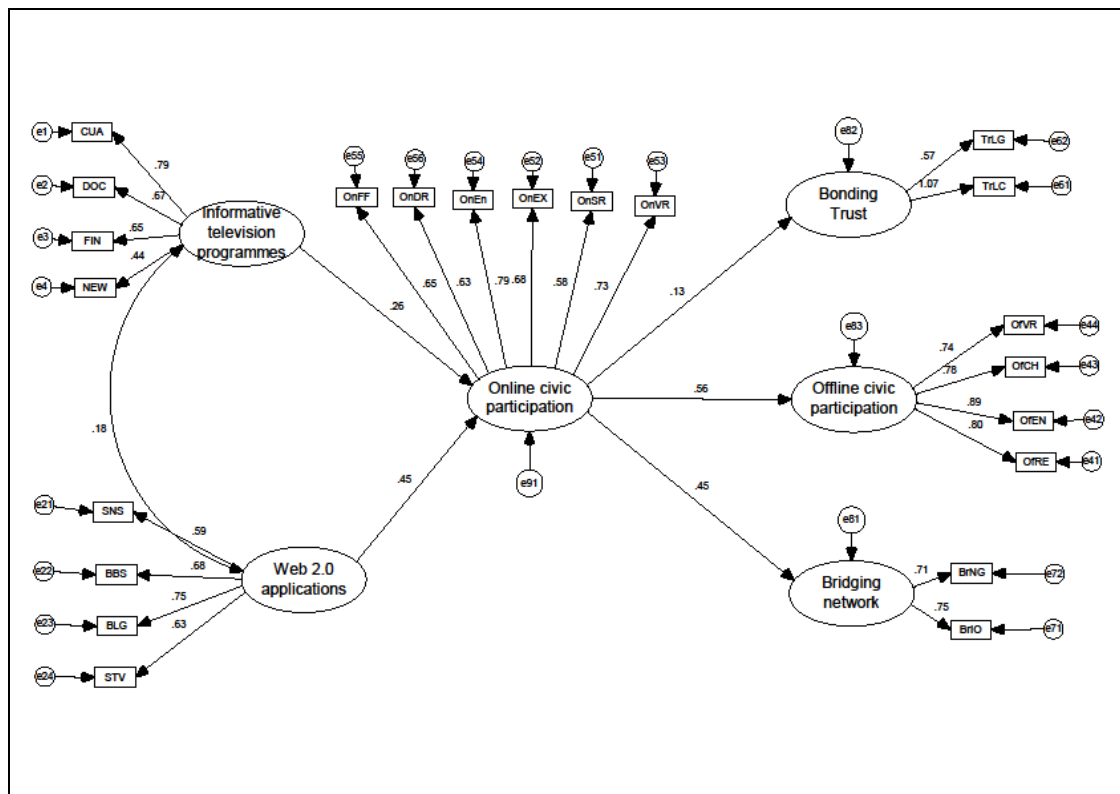 e1
CUA
.79
e2
DOC
.67
e3
FIN
.65
e4
NEW
.44
Informative
television
programmes
e55
e56
e54
e52
e51
e53
OnFF
OnDR
OnEn
OnEX
OnSR
OnVR
.65
.63
.79
.68
.58
.73
.26
.18
.45
Online civic
participation
e91
e82
Bonding
Trust
.57
TrLG
e62
1.07
TrLC
e61
.13
e83
Offline civic
participation
.56
.74
OfVR
e44
.78
OfCH
e43
.89
OfEN
e42
.80
OfRE
e41
.45
e81
Bridging
network
.71
BrNG
e72
.75
BrIO
e71
e21
SNS
.59
e22
BBS
.68
e23
BLG
.75
e24
STV
.63
Web 2.0
applications